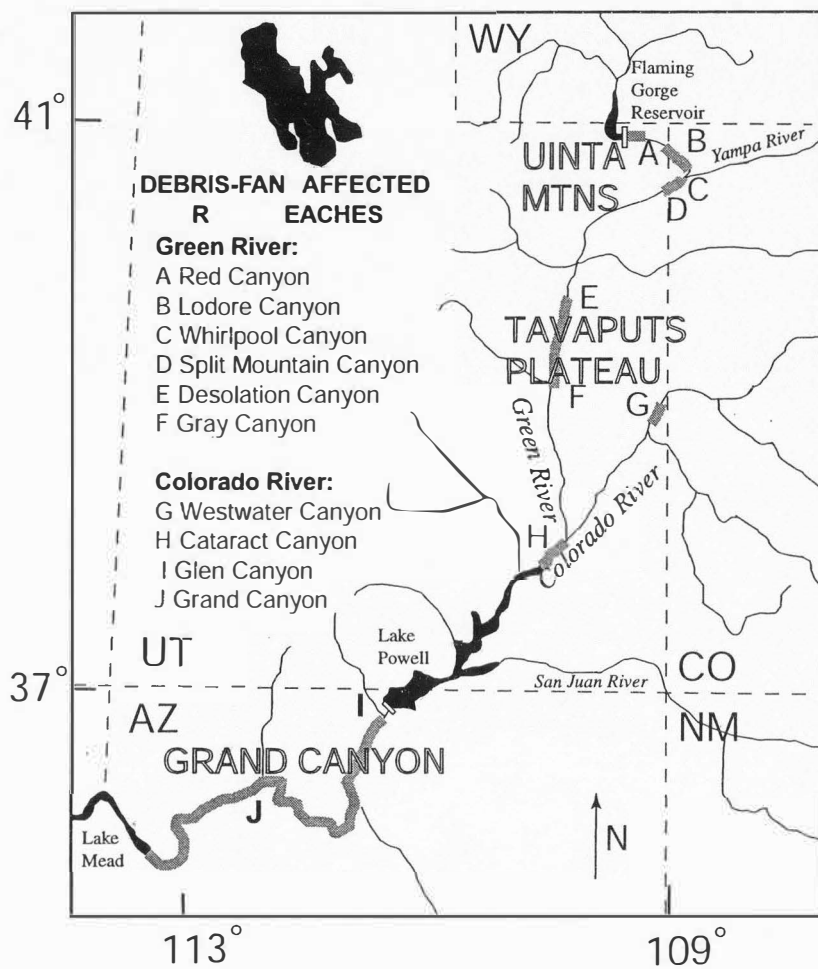 WY
Flaming
Gorge
Reservoir
41°
UINTA
MTNS
A
B
Yampa River
C
D
DEBRIS-FAN AFFECTED
R EACHES
Green River:
A Red Canyon
B Lodore Canyon
C Whirlpool Canyon
D Split Mountain Canyon
E Desolation Canyon
F Gray Canyon
Colorado River:
G Westwater Canyon
H Cataract Canyon
I Glen Canyon
J Grand Canyon
E
TAVAPUTS
PLATEAU
F
G
Green River
Colorado River
H
Lake
Powell
UT
CO
37°
San Juan River
AZ
I
NM
GRAND CANYON
J
Lake
Mead
N
113°
109°